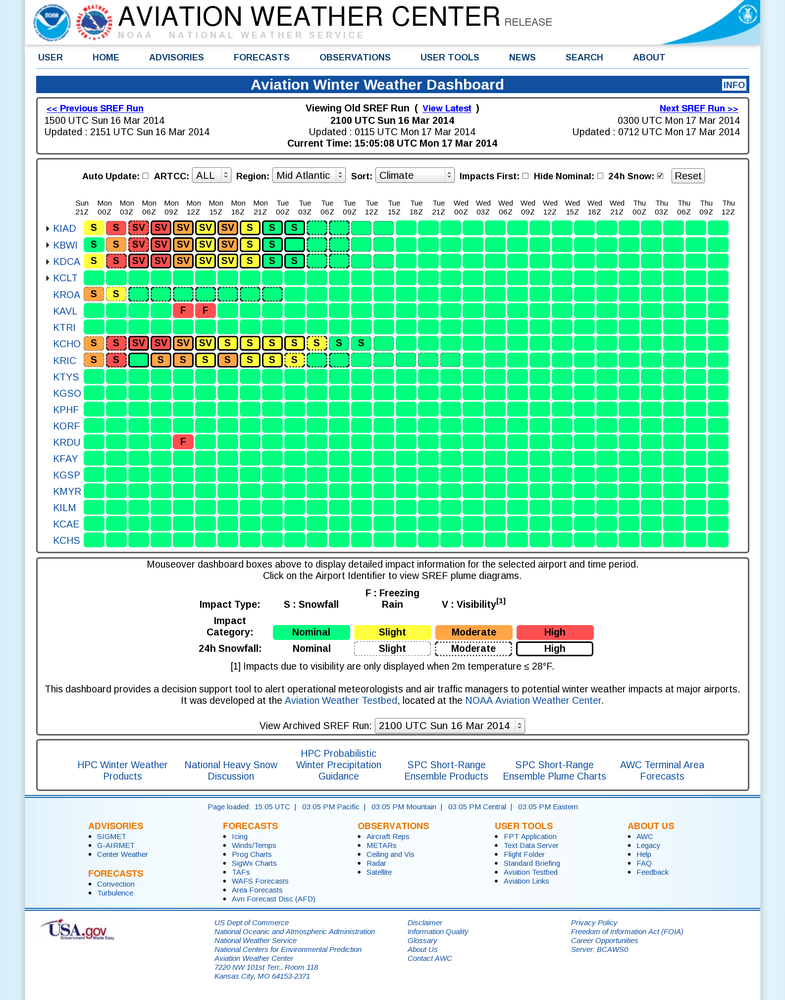 AVIATION WEATHER CENTER RELEASE
NOAA NATIONAL WEATHER SERVICE
USER HOME ADVISORIES FORECASTS OBSERVATIONS USER TOOLS NEWS SEARCH ABOUT
Aviation Winter Weather Dashboard INFO
<< Previous SREF Run Viewing Old SREF Run ( View Latest ) Next SREF Run >>
1500 UTC Sun 16 Mar 2014 2100 UTC Sun 16 Mar 2014 0300 UTC Mon 17 Mar 2014
Updated : 2151 UTC Sun 16 Mar 2014 Updated : 0115 UTC Mon 17 Mar 2014 Updated : 0712 UTC Mon 17 Mar 2014
Current Time: 15:05:08 UTC Mon 17 Mar 2014
Auto Update: ARTCC: ALL Region: Mid Atlantic Sort: Climate Impacts First: Hide Nominal: 24h Snow: Reset
Sun Mon Mon Mon Mon Mon Mon Mon Mon Tue Tue Tue Tue Tue Tue Tue Tue Wed Wed Wed Wed Wed Wed Wed Wed Thu Thu Thu Thu Thu
21Z 00Z 03Z 06Z 09Z 12Z 15Z 18Z 21Z 00Z 03Z 06Z 09Z 12Z 15Z 18Z 21Z 00Z 03Z 06Z 09Z 12Z 15Z 18Z 21Z 00Z 03Z 06Z 09Z 12Z
KIAD S S SV SV SV SV SV S S S
KBWI S S SV SV SV SV SV S S
KDCA S S SV SV SV SV SV S S S
KCLT
KROA S S
KAVL F F
KTRI
KCHO S S SV SV SV SV S S S S S S S
KRIC S S S S S S S S S
KTYS
KGSO
KPHF
KORF
KRDU F
KFAY
KGSP
KMYR
KILM
KCAE
KCHS
Mouseover dashboard boxes above to display detailed impact information for the selected airport and time period.
Click on the Airport Identifier to view SREF plume diagrams.
Impact Type: S : Snowfall F : Freezing Rain V : Visibility[1]
Impact Category: Nominal Slight Moderate High
24h Snowfall: Nominal Slight Moderate High
[1] Impacts due to visibility are only displayed when 2m temperature ≤ 28°F.
This dashboard provides a decision support tool to alert operational meteorologists and air traffic managers to potential winter weather impacts at major airports.
It was developed at the Aviation Weather Testbed, located at the NOAA Aviation Weather Center.
View Archived SREF Run: 2100 UTC Sun 16 Mar 2014
HPC Winter Weather
Products
National Heavy Snow
Discussion
HPC Probabilistic
Winter Precipitation
Guidance
SPC Short-Range
Ensemble Products
SPC Short-Range
Ensemble Plume Charts
AWC Terminal Area
Forecasts
Page loaded: 15:05 UTC | 03:05 PM Pacific | 03:05 PM Mountain | 03:05 PM Central | 03:05 PM Eastern
ADVISORIES
SIGMET
G-AIRMET
Center Weather
FORECASTS
Convection
Turbulence
FORECASTS
Icing
Winds/Temps
Prog Charts
SigWx Charts
TAFs
WAFS Forecasts
Area Forecasts
Avn Forecast Disc (AFD)
OBSERVATIONS
Aircraft Reps
METARs
Ceiling and Vis
Radar
Satellite
USER TOOLS
FPT Application
Text Data Server
Flight Folder
Standard Briefing
Aviation Testbed
Aviation Links
ABOUT US
AWC
Legacy
Help
FAQ
Feedback
USA.gov
Government Made Easy
US Dept of Commerce
National Oceanic and Atmospheric Administration
National Weather Service
National Centers for Environmental Prediction
Aviation Weather Center
7220 NW 101st Terr., Room 118
Kansas City, MO 64153-2371
Disclaimer
Information Quality
Glossary
About Us
Contact AWC
Privacy Policy
Freedom of Information Act (FOIA)
Career Opportunities
Server: BCAWS0